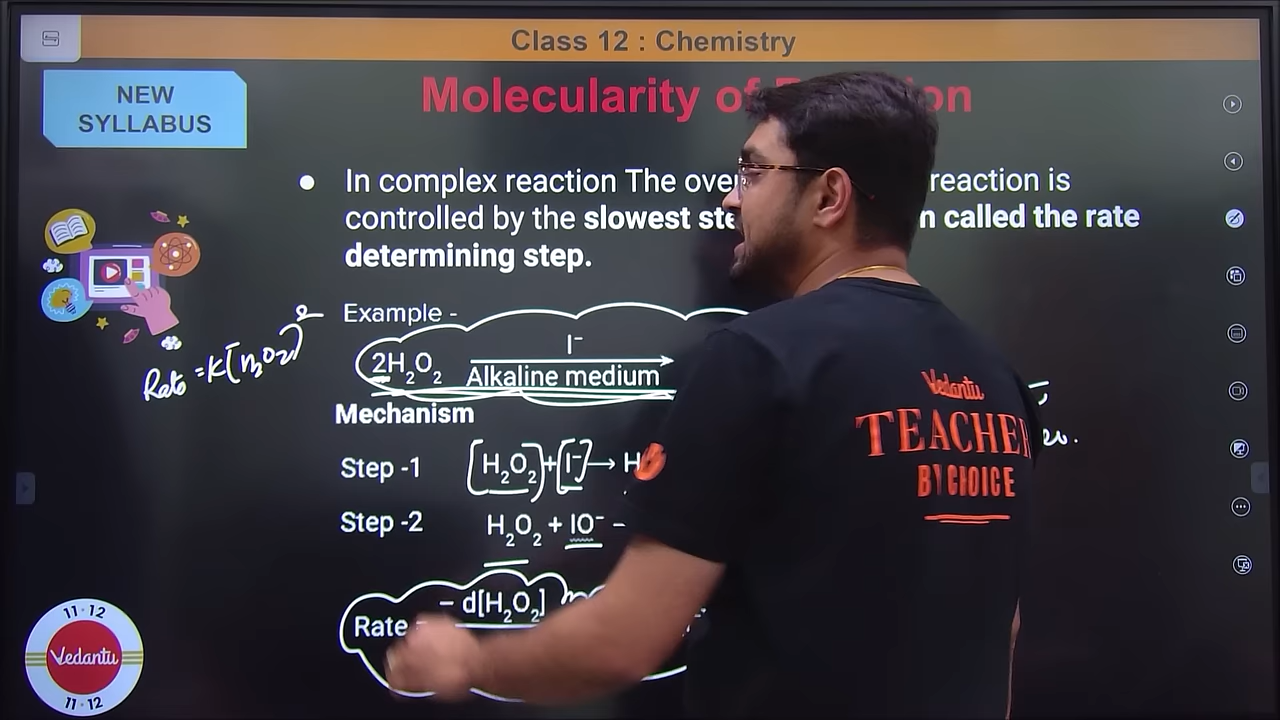 Class 12 : Chemistry
NEW
SYLLABUS
Molecularity of
In complex reaction The reaction is
controlled by the slowest called the rate
determining step.
Example -
Rate = K[H2O2)²
2H₂O₂ I⁻
Alkaline medium
Mechanism
Step -1 [H₂O₂)+[I⁻]→ H
Step -2 H₂O₂ + IO⁻ -
Rate - d[H₂O₂]
Vedantu
TEACHER
BY CHOICE
11·12
Vedantu
11·12